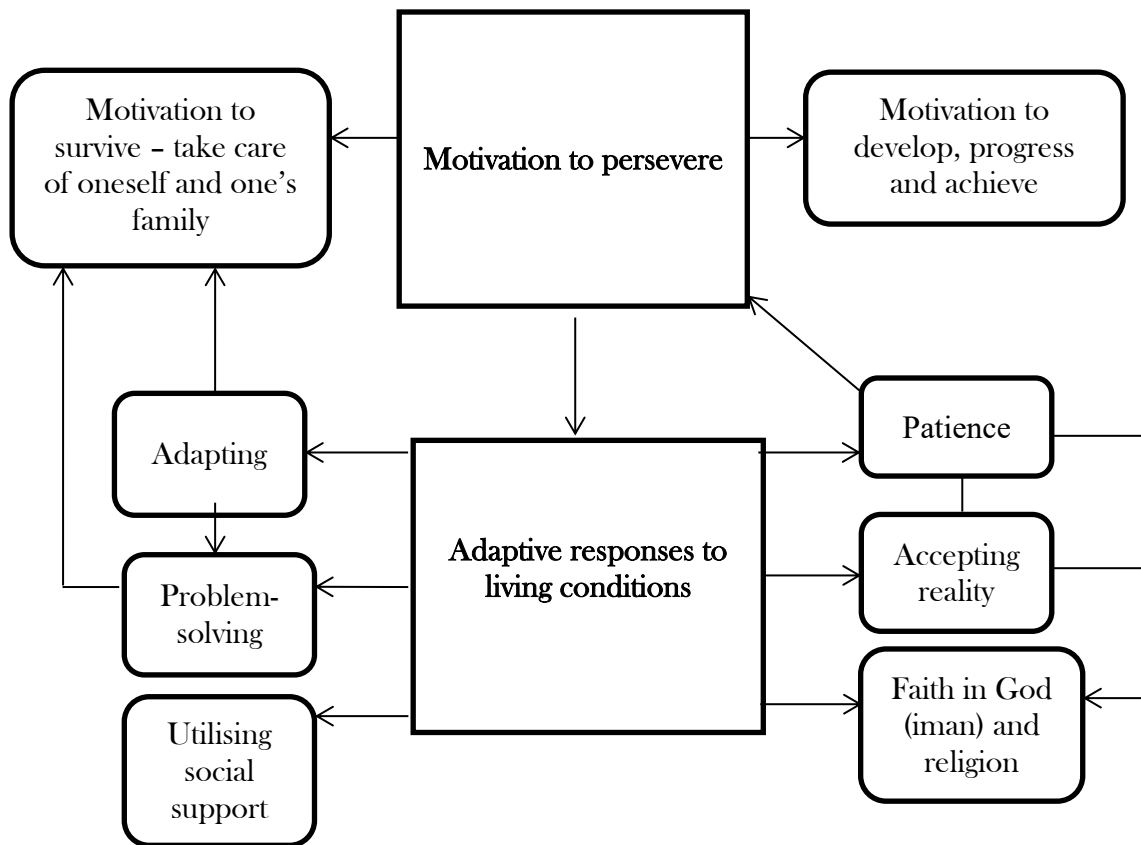 Motivation to
survive – take care
of oneself and one’s
family
Motivation to persevere
Motivation to
develop, progress
and achieve
Adapting
Patience
Adaptive responses to
living conditions
Accepting
reality
Problem-
solving
Faith in God
(iman) and
religion
Utilising
social
support